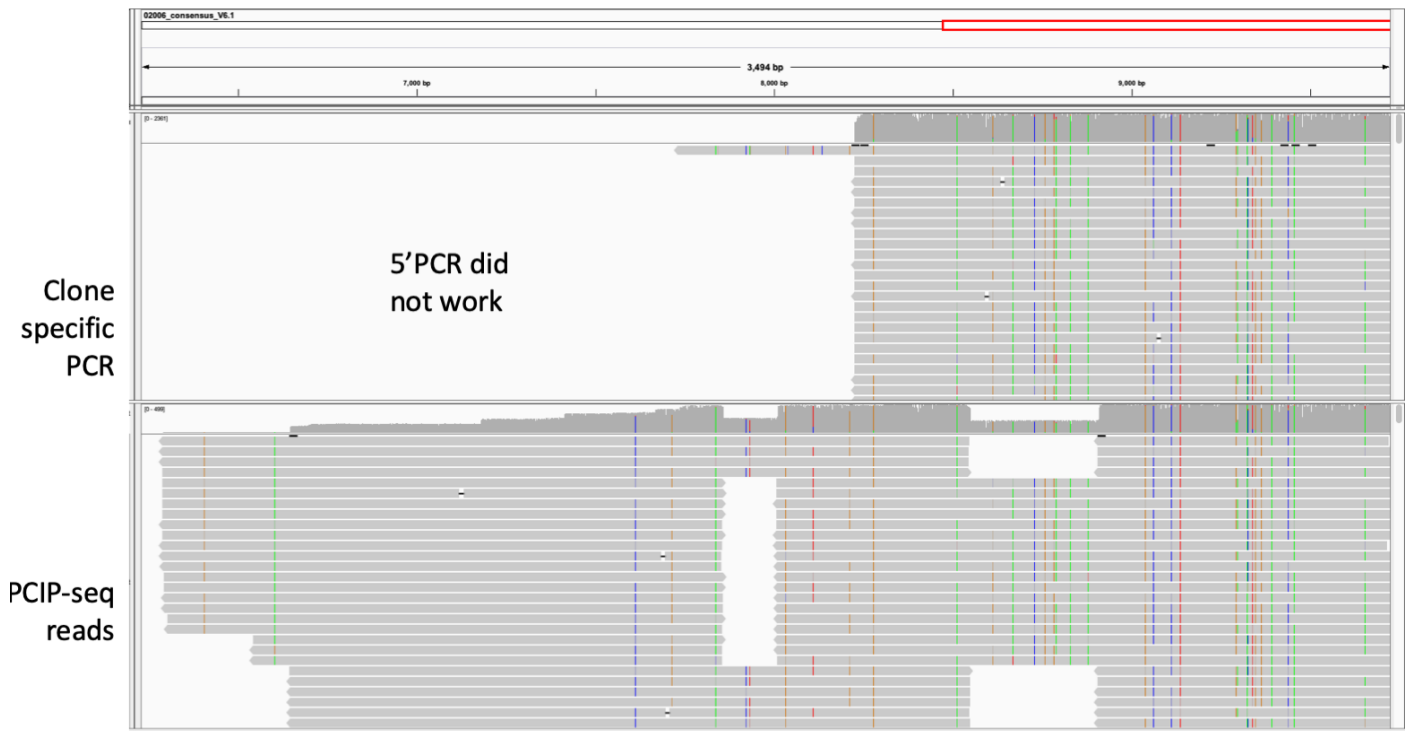 02006_consensus_V6.1
3,494 bp
7,000 bp
8,000 bp
9,000 bp
[0 - 2361]
5'PCR did
not work
Clone
specific
PCR
[0 - 488]
PCIP-seq
reads